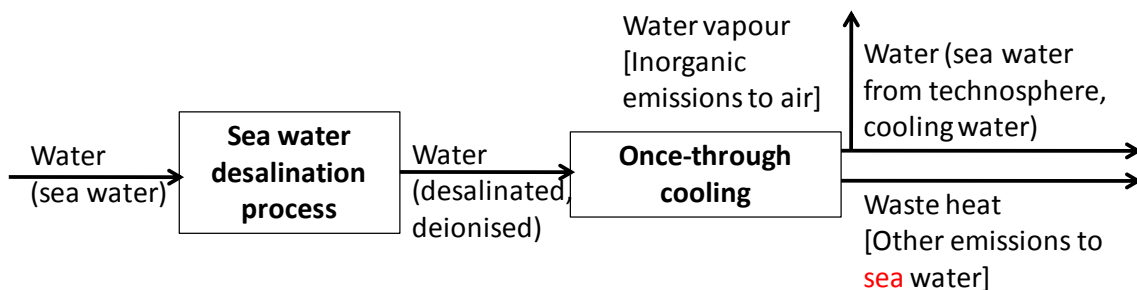 Water
(sea water)
Sea water
desalination
process
Water
(desalinated,
deionised)
Once-through
cooling
Water vapour
[Inorganic
emissions to air]
Water (sea water
from technosphere,
cooling water)
Waste heat
[Other emissions to
sea water]